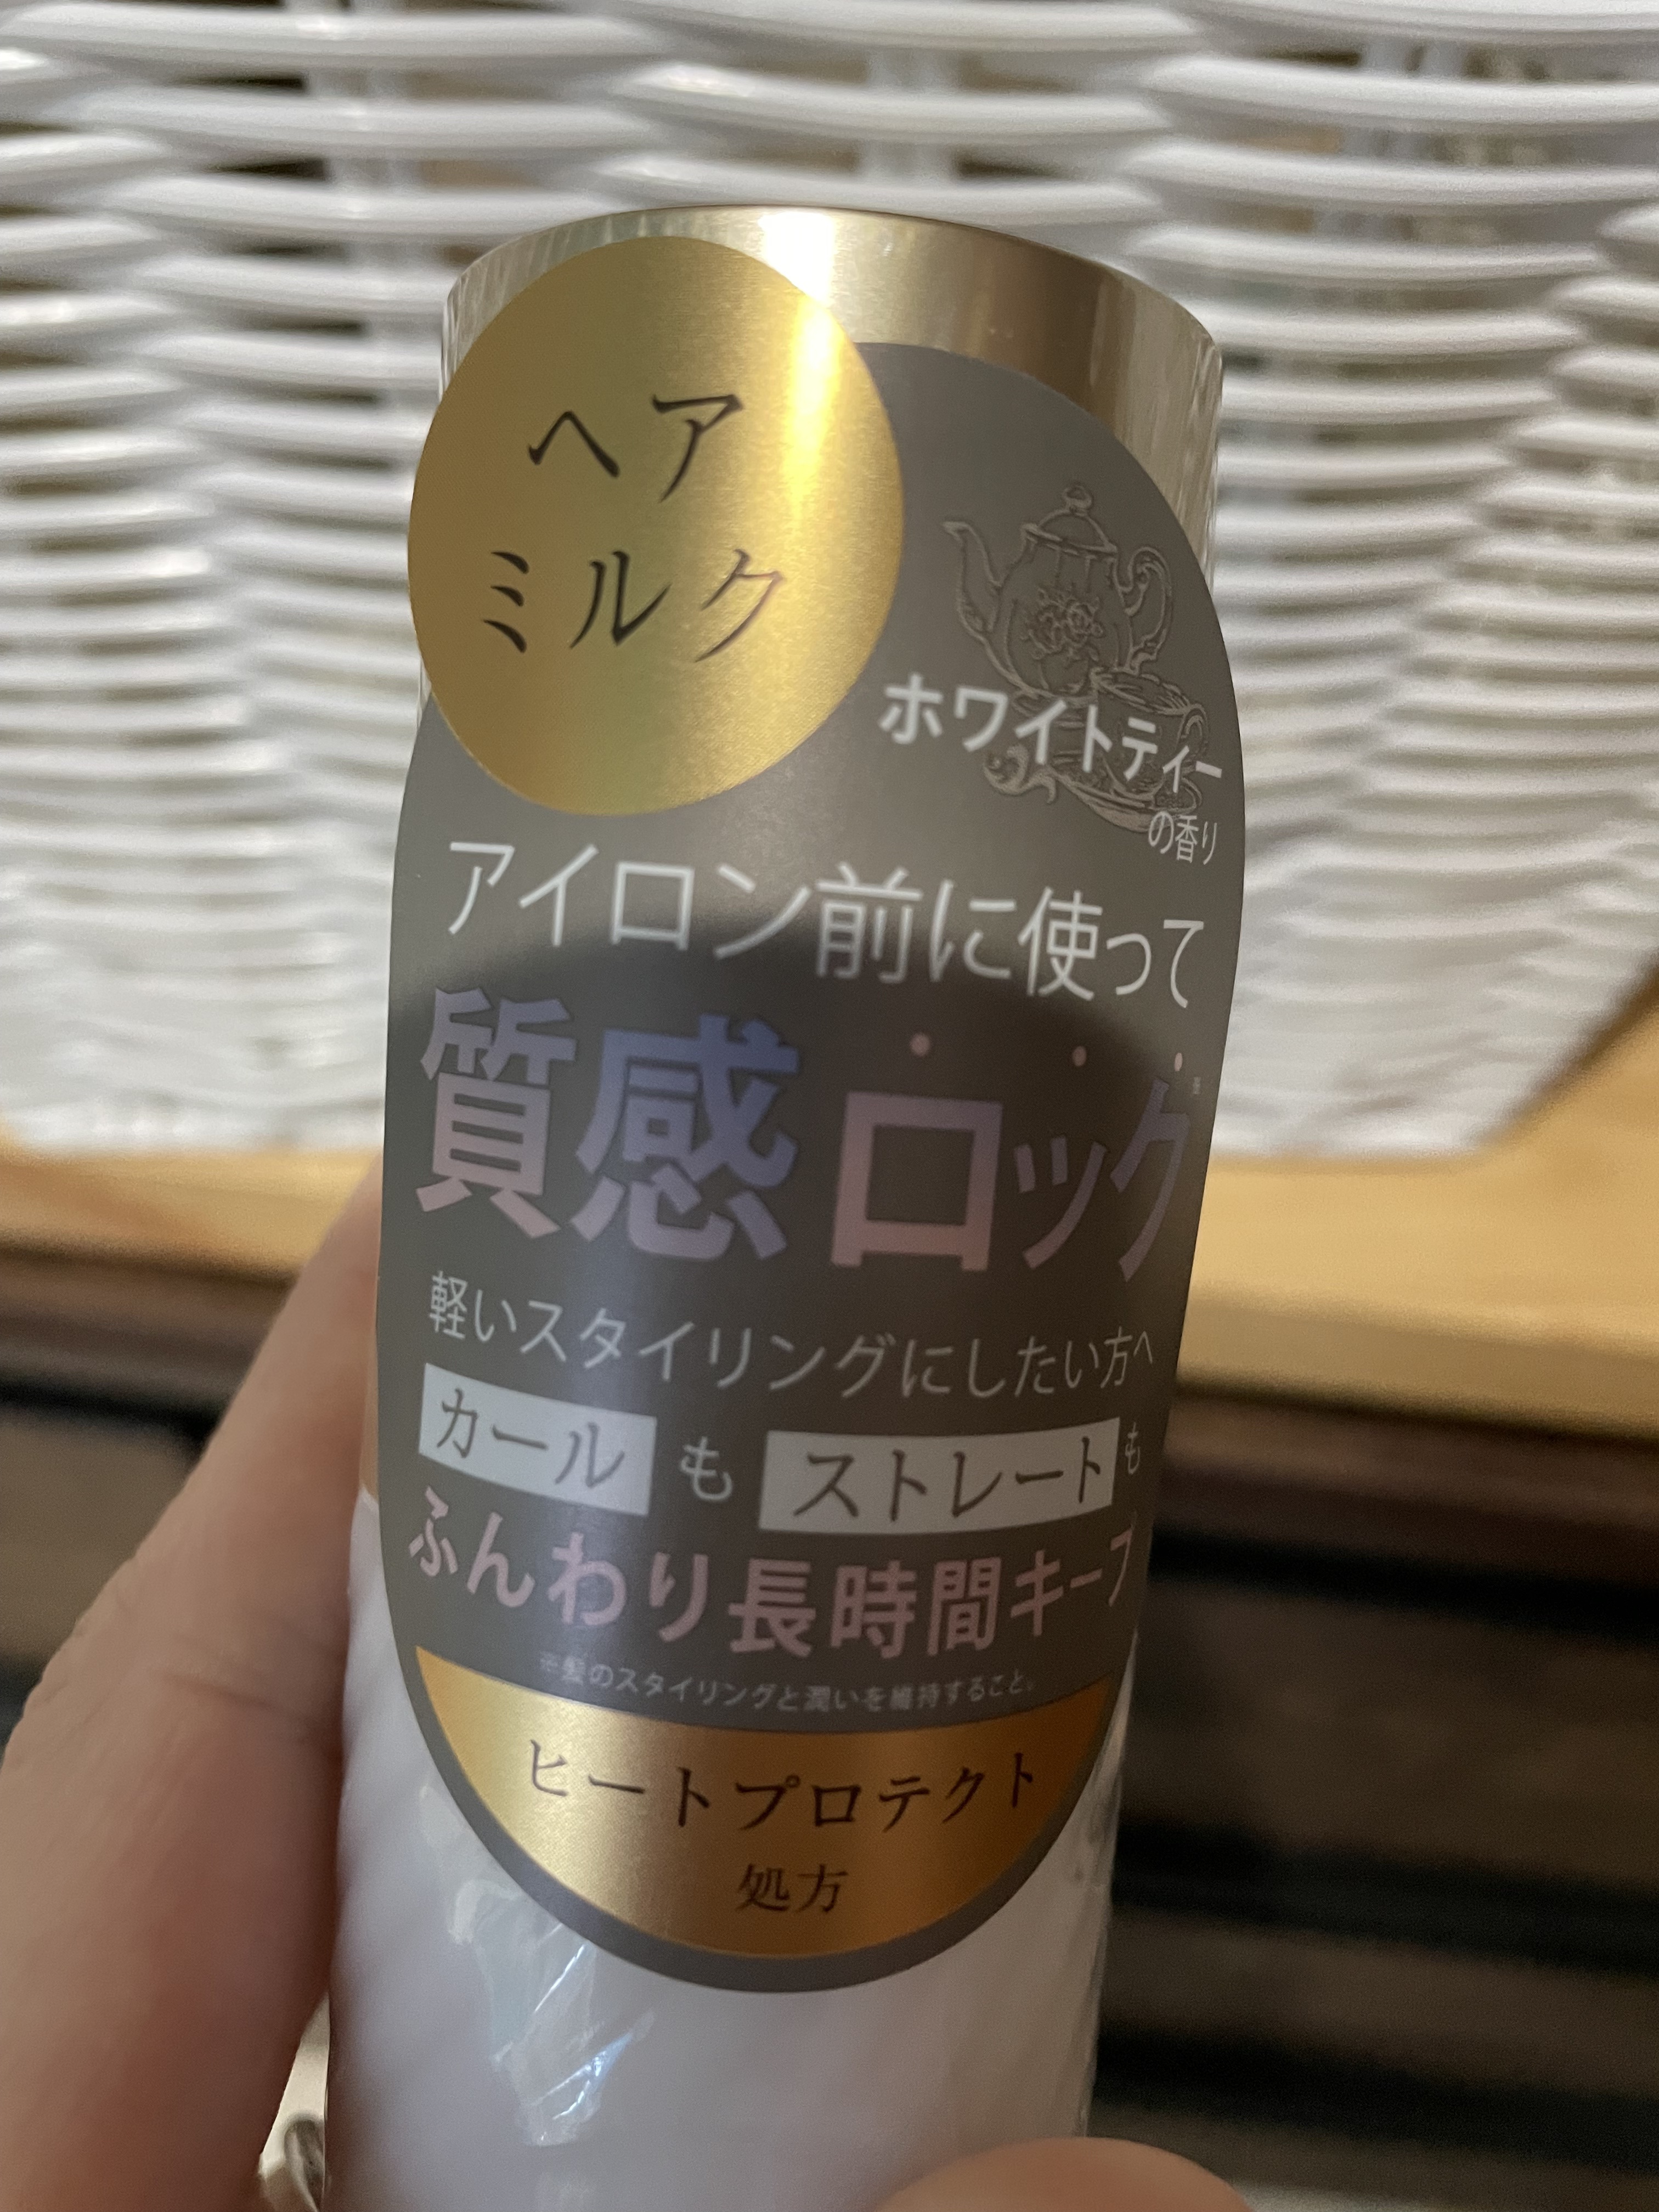 ヘア
ミルク
ホワイトティー
の香り
アイロン前に使って
質感ロック※
軽いスタイリングにしたい方へ
カールもストレートも
ふんわり長時間キープ
※髪のスタイリングと潤いを維持すること。
ヒートプロテクト
処方